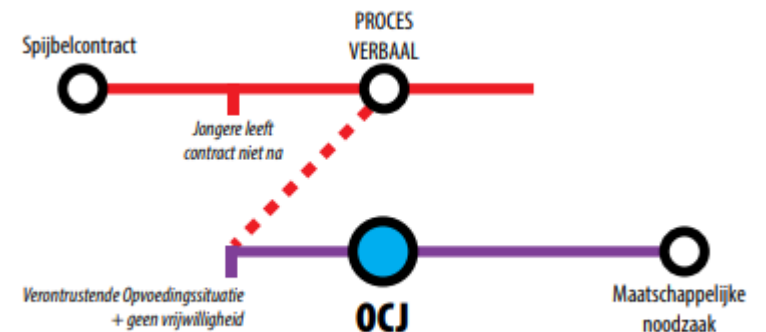 Spijbelcontract
PROCES
VERBAAL
Jongere leeft
contract niet na
Verontrustende Opvoedingssituatie
+ geen vrijwilligheid
OCJ
Maatschappelijke
noodzaak